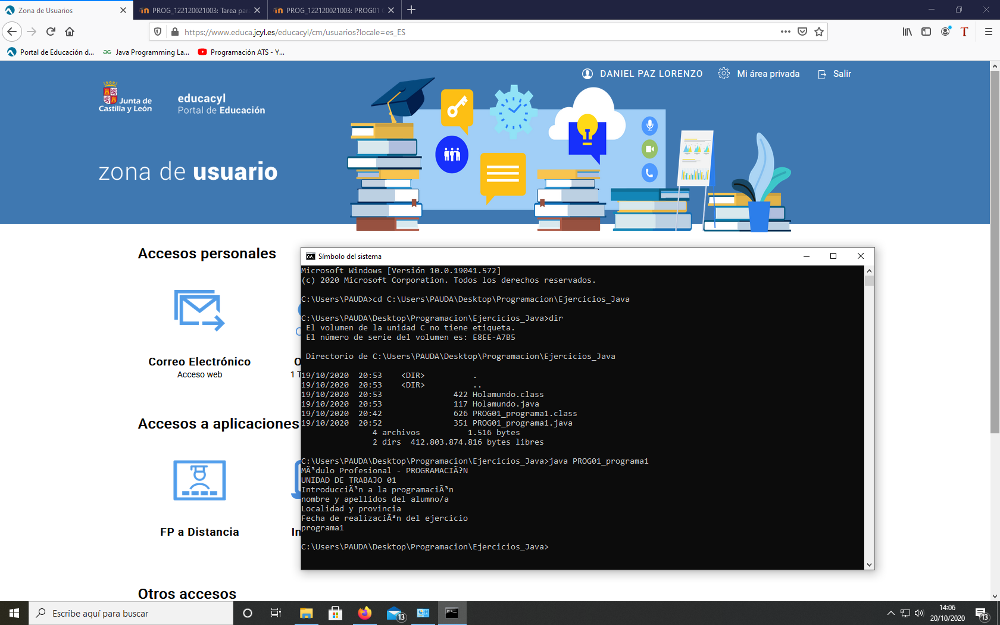 Zona de Usuarios
PROG_122120021003: Tarea par
PROG_122120021003: PROG01 C
https://www.educa.jcyl.es/educacyl/cm/usuarios?locale=es_ES
Portal de Educación d...
Java Programming La...
Programación ATS - Y...
DANIEL PAZ LORENZO
Mi área privada
Salir
Junta de
Castilla y León
educacyl
Portal de Educación
zona de usuario
Accesos personales
Correo Electrónico
Acceso web
O
1 T
Accesos a aplicaciones
FP a Distancia
In
Otros accesos
Símbolo del sistema
Microsoft Windows [Versión 10.0.19041.572]
(c) 2020 Microsoft Corporation. Todos los derechos reservados.
C:\Users\PAUDA>cd C:\Users\PAUDA\Desktop\Programacion\Ejercicios_Java
C:\Users\PAUDA\Desktop\Programacion\Ejercicios_Java>dir
El volumen de la unidad C no tiene etiqueta.
El número de serie del volumen es: E8EE-A7B5
Directorio de C:\Users\PAUDA\Desktop\Programacion\Ejercicios_Java
19/10/2020  20:53    <DIR>          .
19/10/2020  20:53    <DIR>          ..
19/10/2020  20:53               422 Holamundo.class
19/10/2020  20:53               117 Holamundo.java
19/10/2020  20:42               626 PROG01_programa1.class
19/10/2020  20:52               351 PROG01_programa1.java
4 archivos          1.516 bytes
2 dirs  412.803.874.816 bytes libres
C:\Users\PAUDA\Desktop\Programacion\Ejercicios_Java>java PROG01_programa1
MÃ³dulo Profesional - PROGRAMACIÃ?N
UNIDAD DE TRABAJO 01
IntroducciÃ³n a la programaciÃ³n
nombre y apellidos del alumno/a
Localidad y provincia
Fecha de realizaciÃ³n del ejercicio
programa1
C:\Users\PAUDA\Desktop\Programacion\Ejercicios_Java>
Escribe aquí para buscar
13
14:06
20/10/2020
13